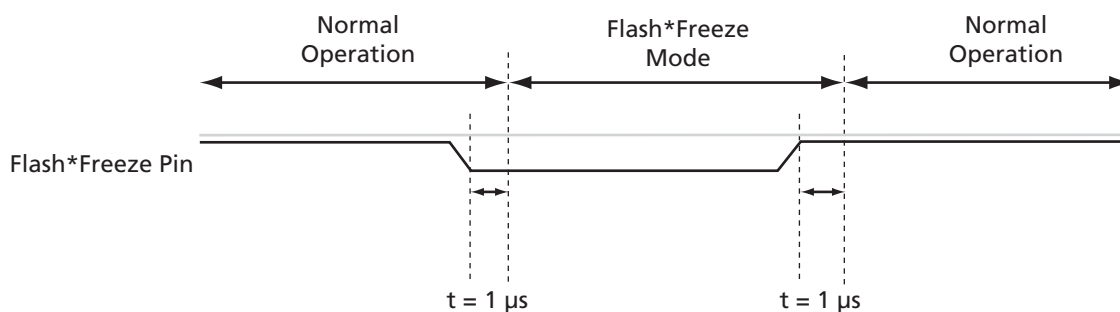 Normal
Operation
Flash*Freeze
Mode
Normal
Operation
Flash*Freeze Pin
t = 1 µs
t = 1 µs